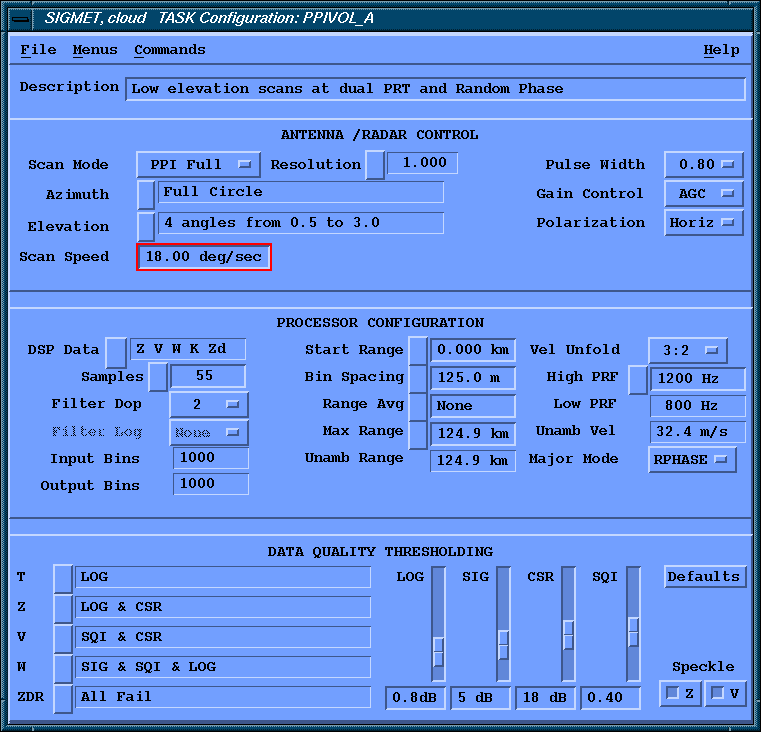 SIGMET, cloud TASK Configuration: PPIVOL_A
File Menus Commands Help
Description Low elevation scans at dual PRT and Random Phase
ANTENNA /RADAR CONTROL
Scan Mode PPI Full Resolution 1.000 Pulse Width 0.80
Azimuth Full Circle Gain Control AGC
Elevation 4 angles from 0.5 to 3.0 Polarization Horiz
Scan Speed 18.00 deg/sec
PROCESSOR CONFIGURATION
DSP Data Z V W K Zd Start Range 0.000 km Vel Unfold 3:2
Samples 55 Bin Spacing 125.0 m High PRF 1200 Hz
Filter Dop 2 Range Avg None Low PRF 800 Hz
Filter Log None Max Range 124.9 km Unamb Vel 32.4 m/s
Input Bins 1000 Unamb Range 124.9 km Major Mode RPHASE
Output Bins 1000
DATA QUALITY THRESHOLDING
T LOG LOG SIG CSR SQI Defaults
Z LOG & CSR
V SQI & CSR
W SIG & SQI & LOG Speckle
ZDR All Fail 0.8dB 5 dB 18 dB 0.40 Z V